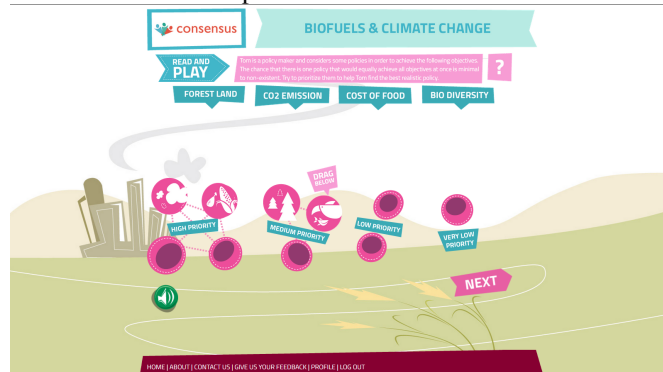 consensus
BIOFUELS & CLIMATE CHANGE
READ AND
PLAY
Tom is a policy maker and considers some policies in order to achieve the following objectives.
The chance that there is one policy that would equally achieve all objectives at once is minimal
to non-existent. Try to prioritize them to help Tom find the best realistic policy.
?
FOREST LAND
CO2 EMISSION
COST OF FOOD
BIO DIVERSITY
DRAG
BELOW
HIGH PRIORITY
MEDIUM PRIORITY
LOW PRIORITY
VERY LOW
PRIORITY
NEXT
HOME | ABOUT | CONTACT US | GIVE US YOUR FEEDBACK | PROFILE | LOG OUT